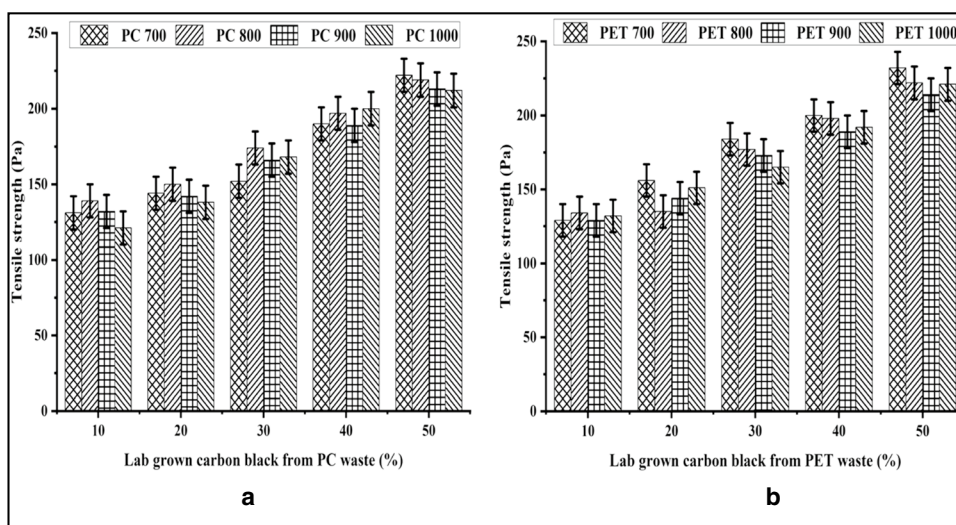 PC 700 PC 800 PC 900 PC 1000
250
200
150
100
50
0
Tensile strength (Pa)
10 20 30 40 50
Lab grown carbon black from PC waste (%)
a
PET 700 PET 800 PET 900 PET 1000
250
200
150
100
50
0
Tensile strength (Pa)
10 20 30 40 50
Lab grown carbon black from PET waste (%)
b